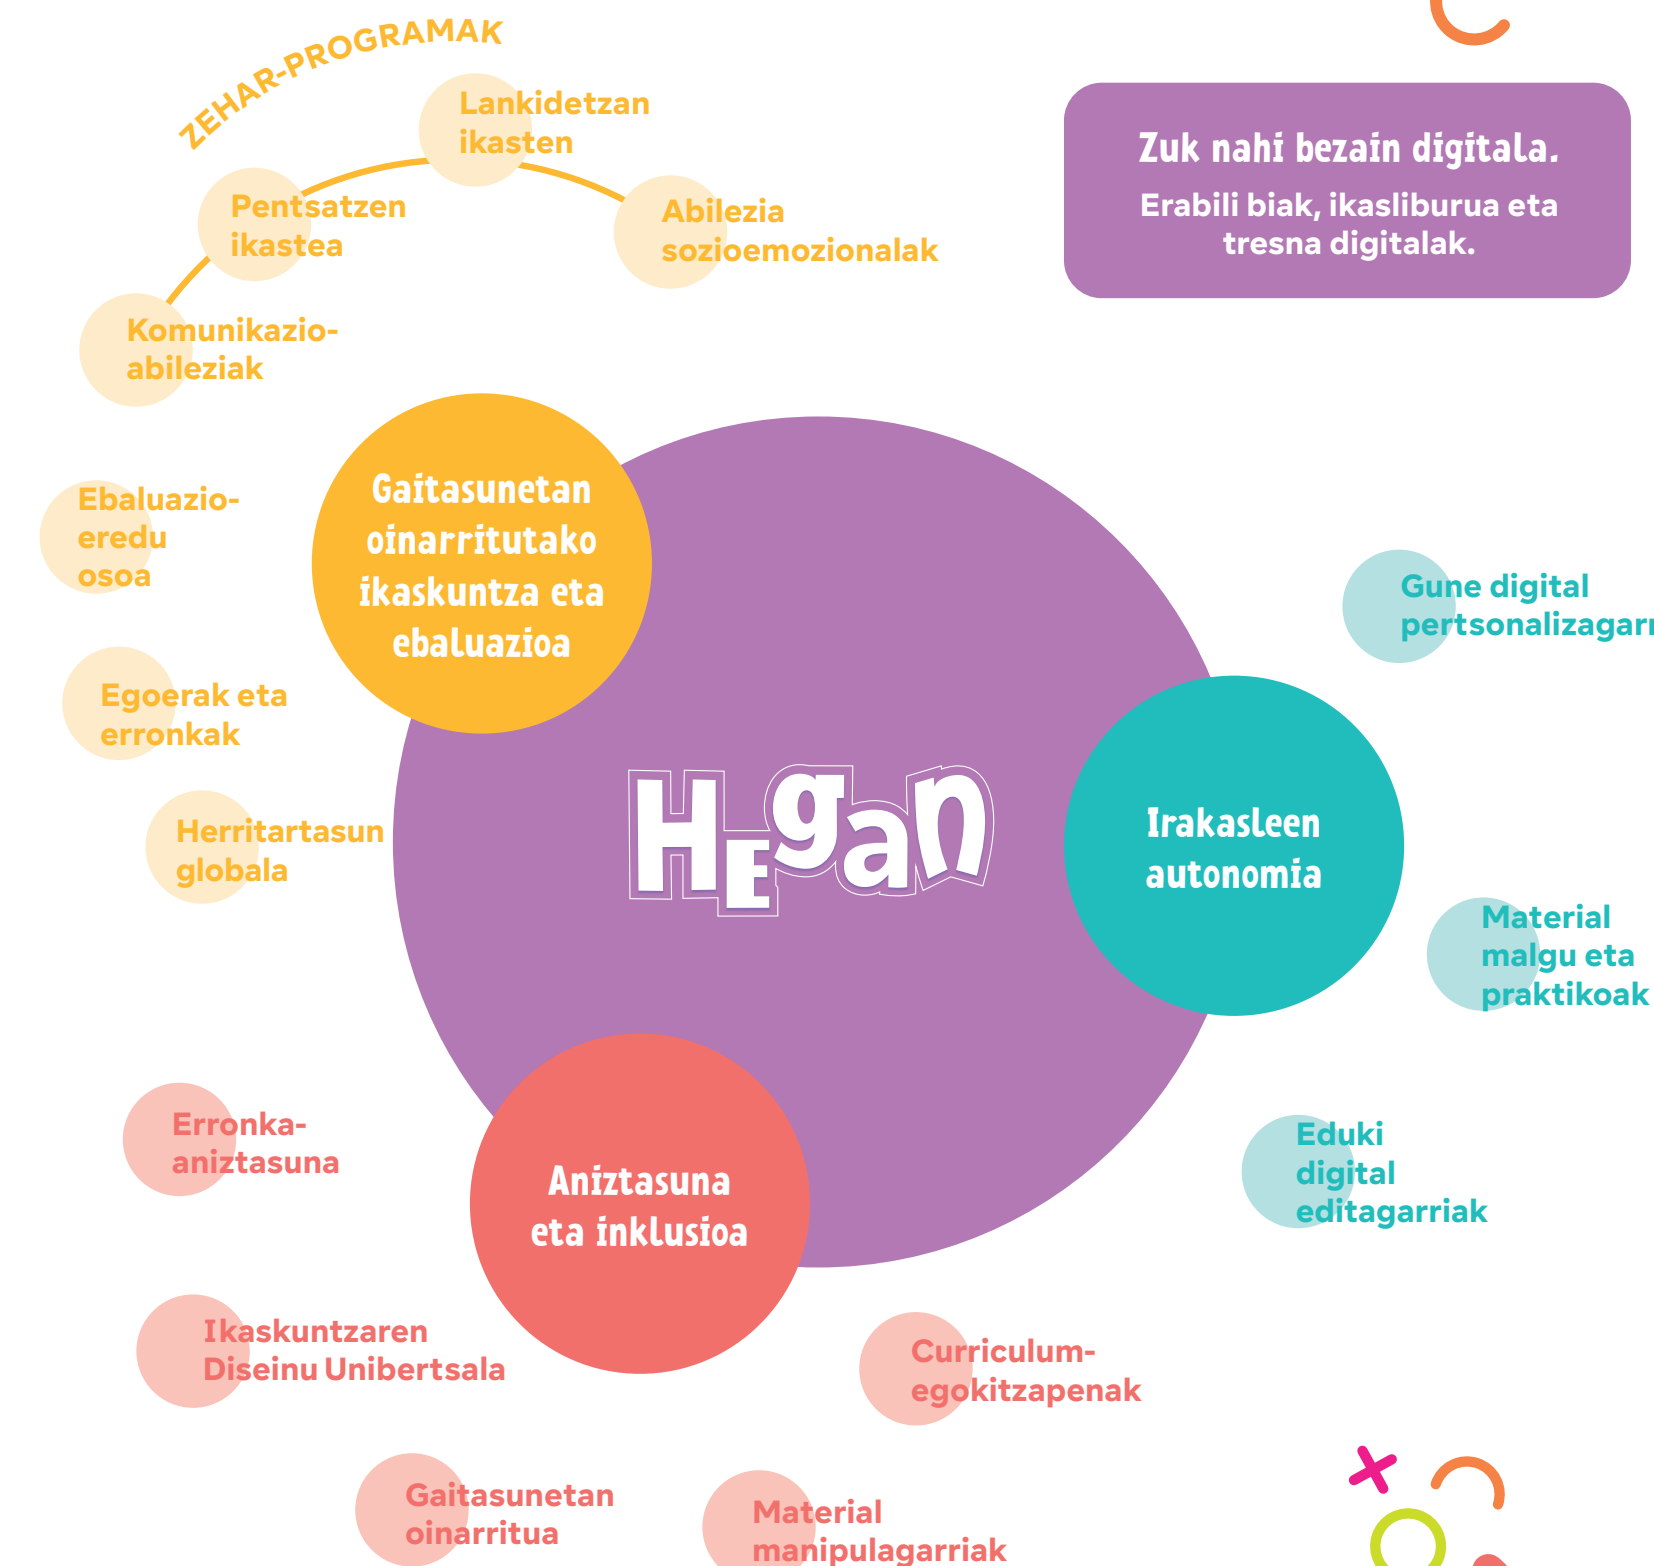 ZEHAR-PROGRAMAK
Lankidetzan
ikasten
Pentsatzen
ikastea
Abilezia
sozioemozionalak
Komunikazio-
abileziak
Zuk nahi bezain digitala.
Erabili biak, ikasliburua eta
tresna digitalak.
Gaitasunetan
oinarritutako
ikaskuntza eta
ebaluazioa
Ebaluazio-
eredu
osoa
Egoerak eta
erronkak
Herritartasun
globala
Hegan
Gune digital
Irakasleen
autonomia
Material
malgu eta
praktikoak
Eduki
digital
editagarriak
Aniztasuna
eta inklusioa
Erronka-
aniztasuna
Ikaskuntzaren
Diseinu Unibertsala
Curriculum-
egokitzapenak
Gaitasunetan
oinarritua
Material
manipulagarriak